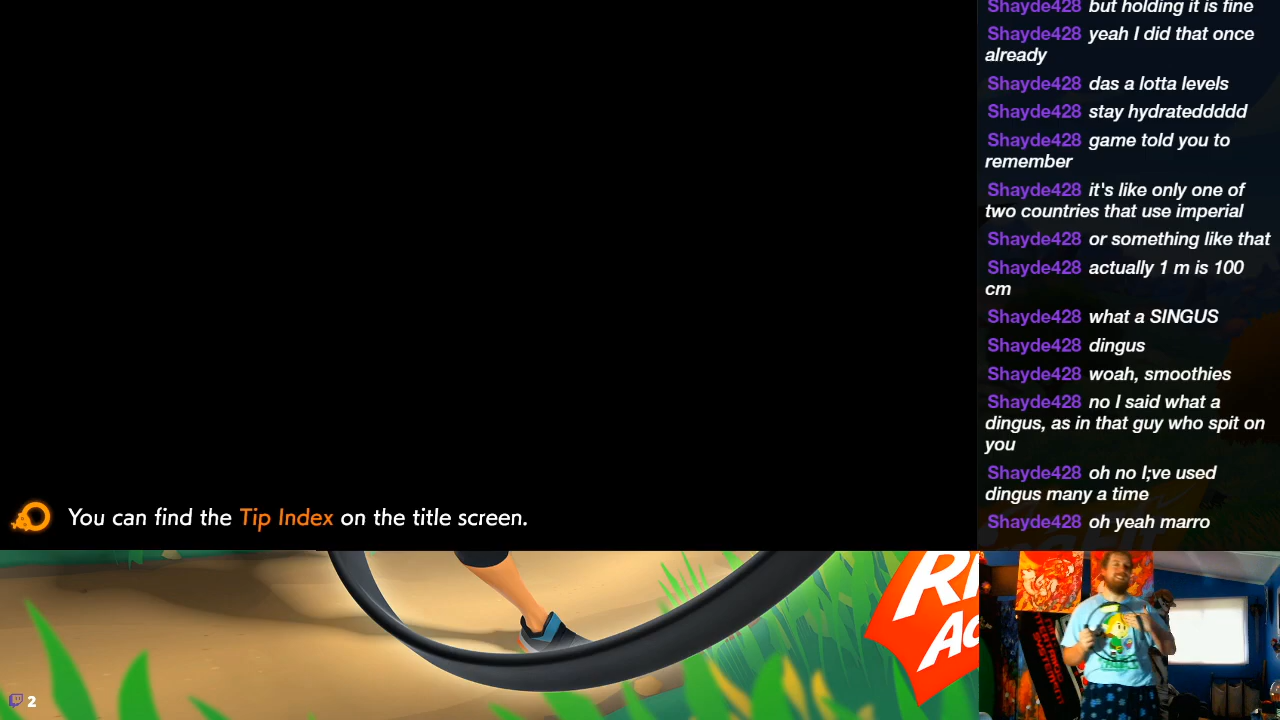 Shayde428 but holding it is fine
Shayde428 yeah I did that once
already
Shayde428 das a lotta levels
Shayde428 stay hydrateddddd
Shayde428 game told you to
remember
Shayde428 it's like only one of
two countries that use imperial
Shayde428 or something like that
Shayde428 actually 1 m is 100
cm
Shayde428 what a SINGUS
Shayde428 dingus
Shayde428 woah, smoothies
Shayde428 no I said what a
dingus, as in that guy who spit on
you
Shayde428 oh no I;ve used
dingus many a time
Shayde428 oh yeah marro
You can find the Tip Index on the title screen.
2